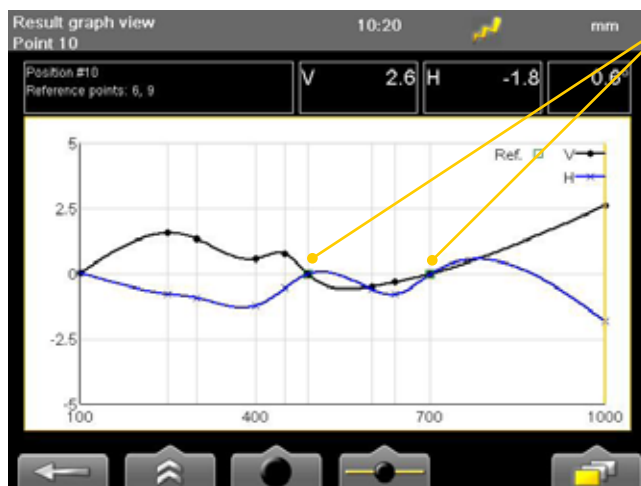 Result graph view 10:20 mm
Point 10
Position #10
Reference points: 6, 9
V 2.6 H -1.8 0.6°
5
Ref. V
H
2.5
0
-2.5
-5
100 400 700 1000